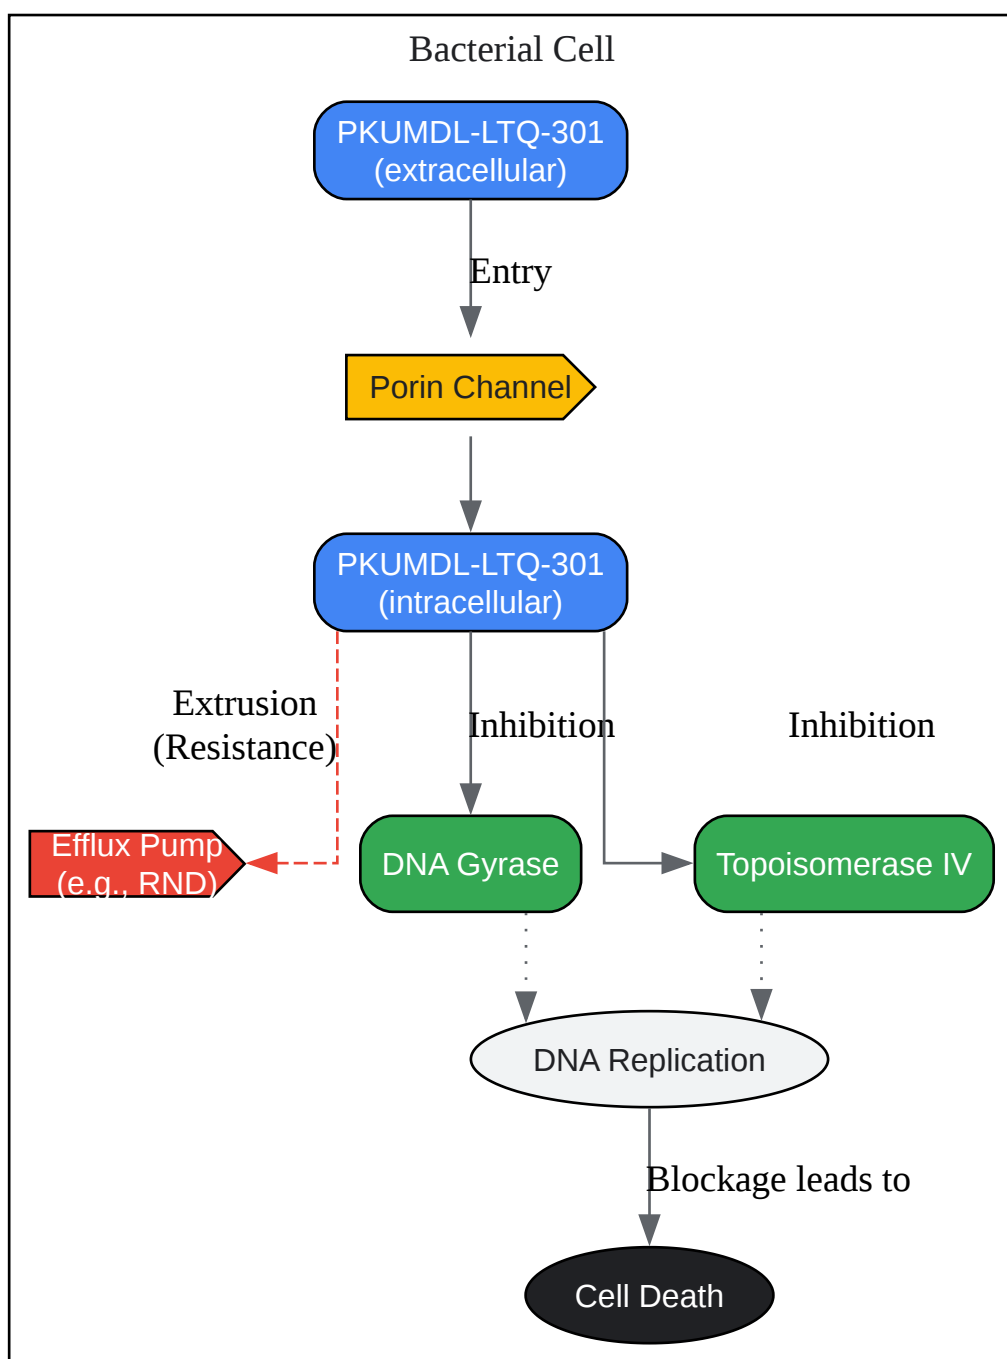 Bacterial Cell
PKUMDL-LTQ-301
(extracellular)
Entry
Porin Channel
PKUMDL-LTQ-301
(intracellular)
Extrusion
(Resistance)
Inhibition
Inhibition
Efflux Pump
(e.g., RND)
DNA Gyrase
Topoisomerase IV
DNA Replication
Blockage leads to
Cell Death